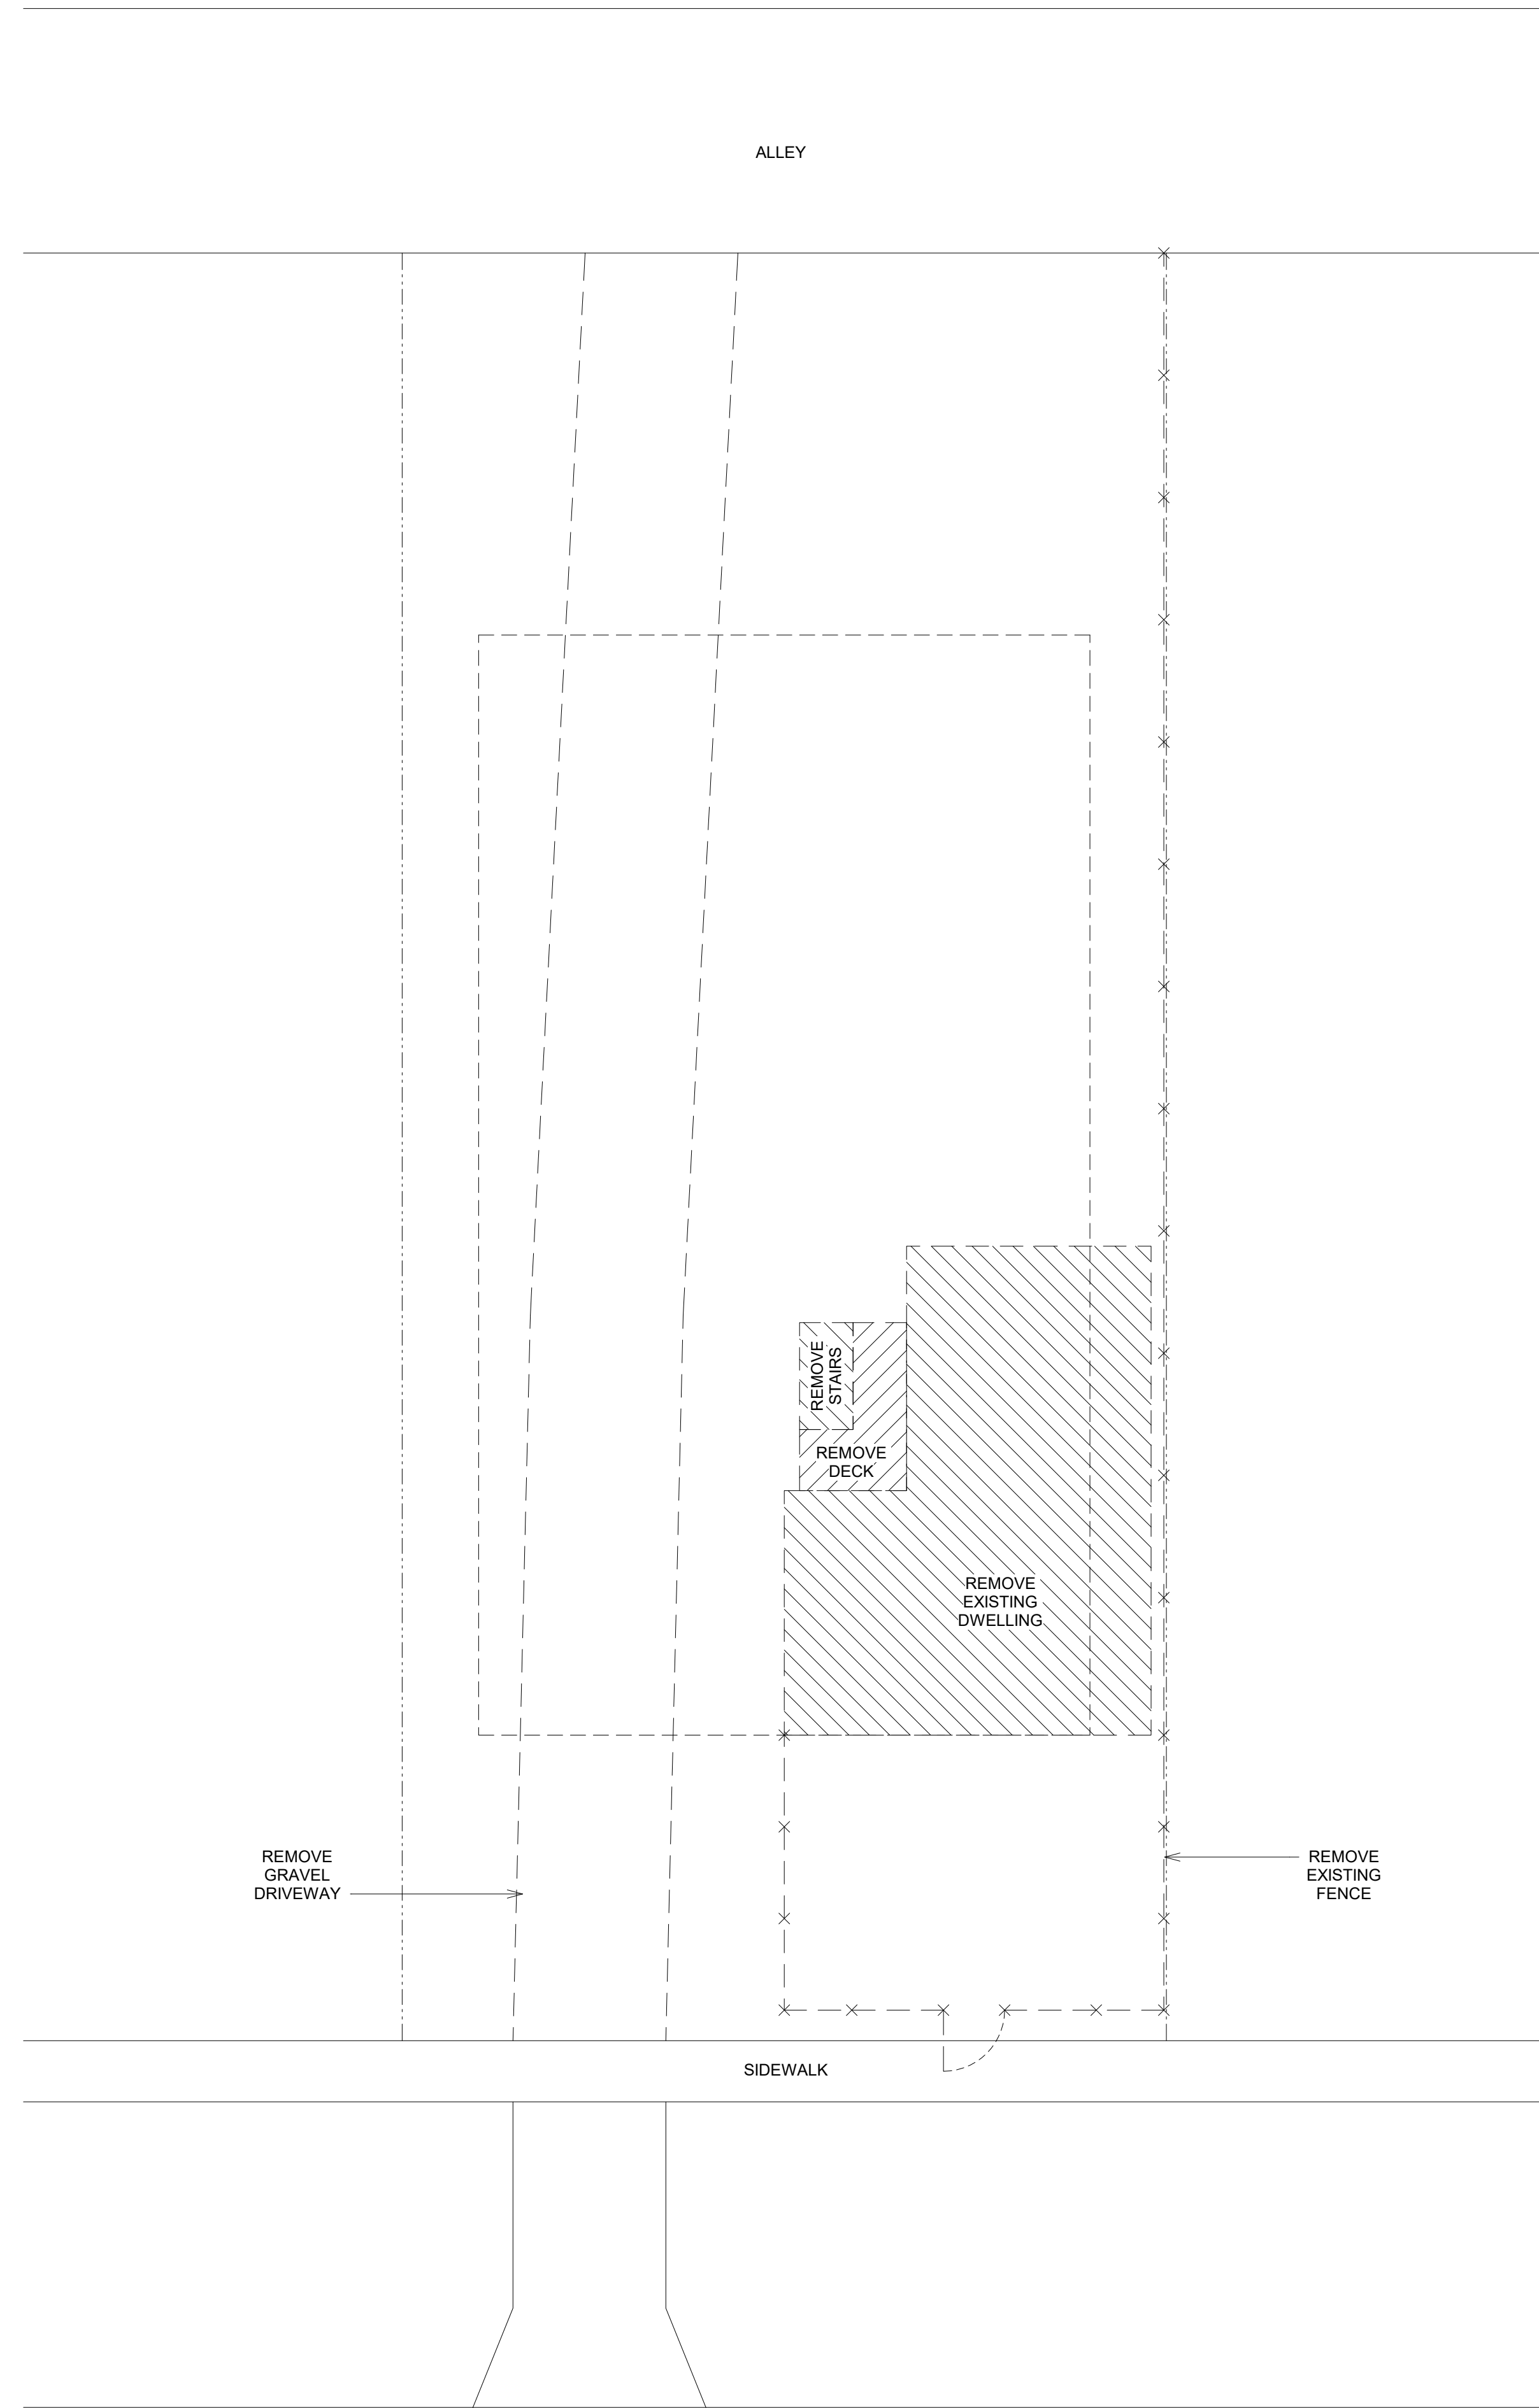 ALLEY
REMOVE
STAIRS
REMOVE
DECK
REMOVE
EXISTING
DWELLING
REMOVE
GRAVEL
DRIVEWAY
REMOVE
EXISTING
FENCE
SIDEWALK